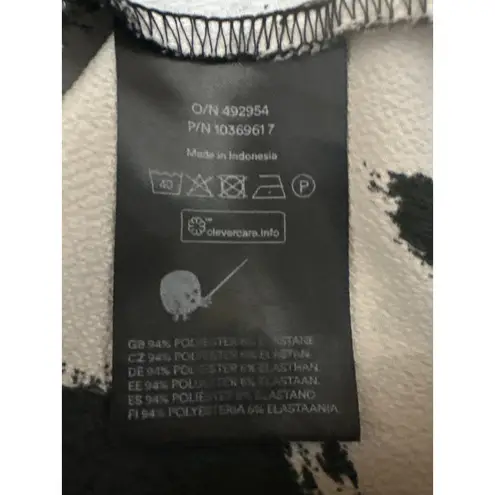 O/N 492954
P/N 10369617
Made in Indonesia
40 P
clevercare.info
GB 94% POLYESTER 6% ELASTANE
CZ 94% POLYESTER 6% ELASTAN.
DE 94% POLYESTER 6% ELASTHAN.
EE 94% POLYESTER 6% ELASTAAN.
ES 94% POLIÉSTER 6% ELASTANO
FI 94% POLYESTERIA 6% ELASTAANIA.